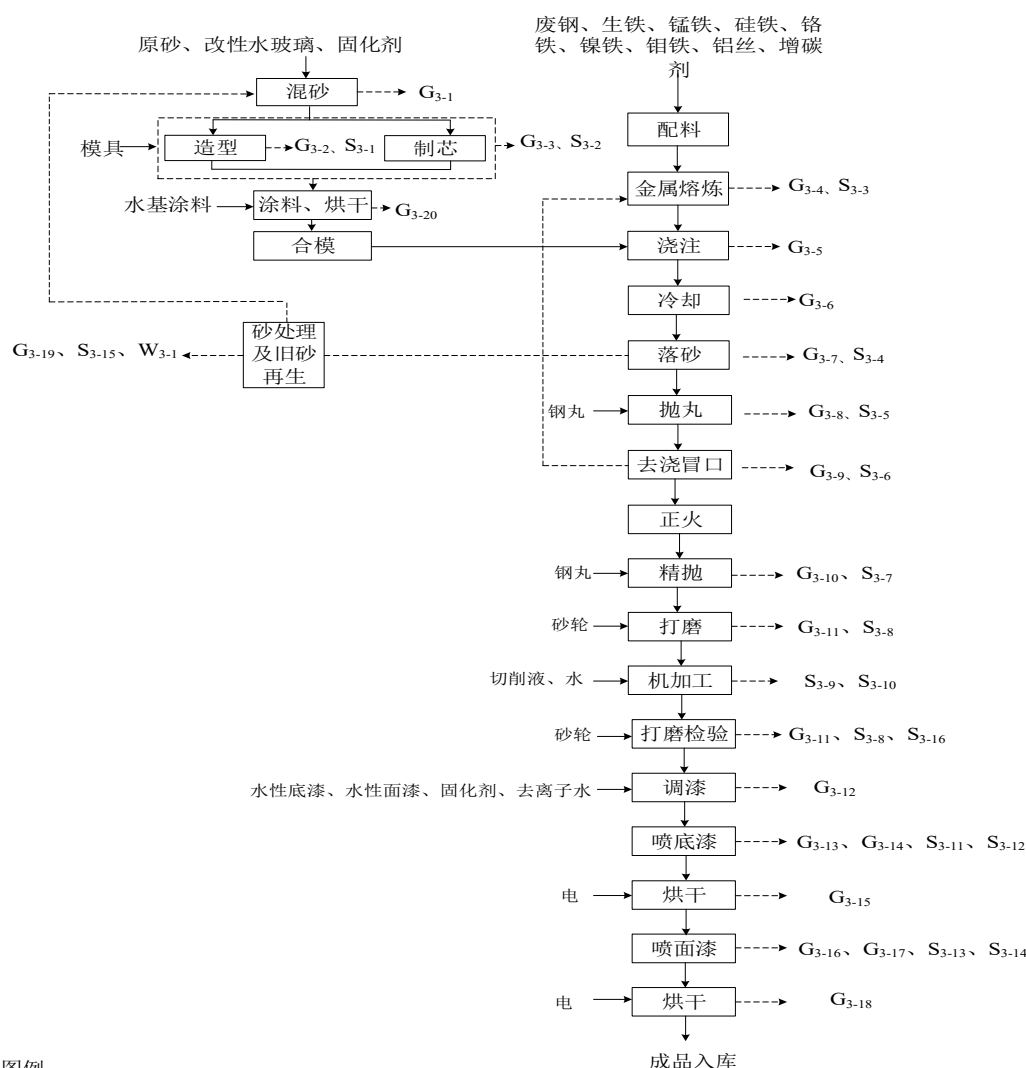 废钢、生铁、锰铁、硅铁、铬
铁、镍铁、钼铁、铝丝、增碳
剂
原砂、改性水玻璃、固化剂
混砂
G3-1
模具
造型
G3-2、S3-1
制芯
G3-3、S3-2
水基涂料
涂料、烘干
G3-20
合模
砂处理
及旧砂
再生
G3-19、S3-15、W3-1
配料
金属熔炼
G3-4、S3-3
浇注
G3-5
冷却
G3-6
落砂
G3-7、S3-4
钢丸
抛丸
G3-8、S3-5
去浇冒口
G3-9、S3-6
正火
钢丸
精抛
G3-10、S3-7
砂轮
打磨
G3-11、S3-8
切削液、水
机加工
S3-9、S3-10
砂轮
打磨检验
G3-11、S3-8、S3-16
水性底漆、水性面漆、固化剂、去离子水
调漆
G3-12
喷底漆
G3-13、G3-14、S3-11、S3-12
电
烘干
G3-15
喷面漆
G3-16、G3-17、S3-13、S3-14
电
烘干
G3-18
成品入库
图例